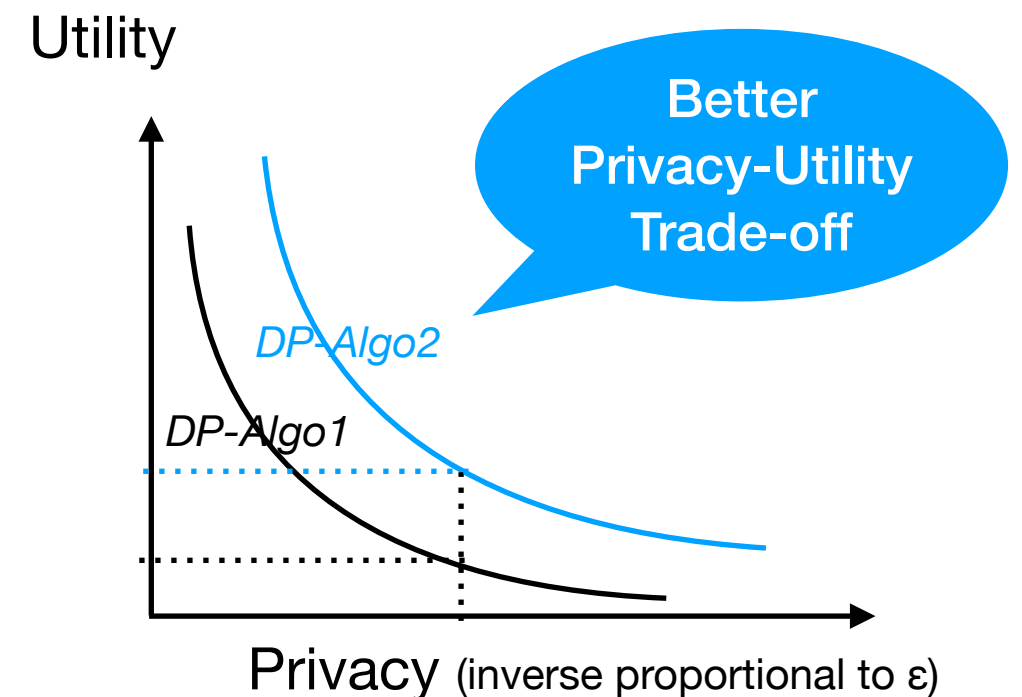 Utility
Better
Privacy-Utility
Trade-off
DP-Algo2
DP-Algo1
Privacy (inverse proportional to ε)